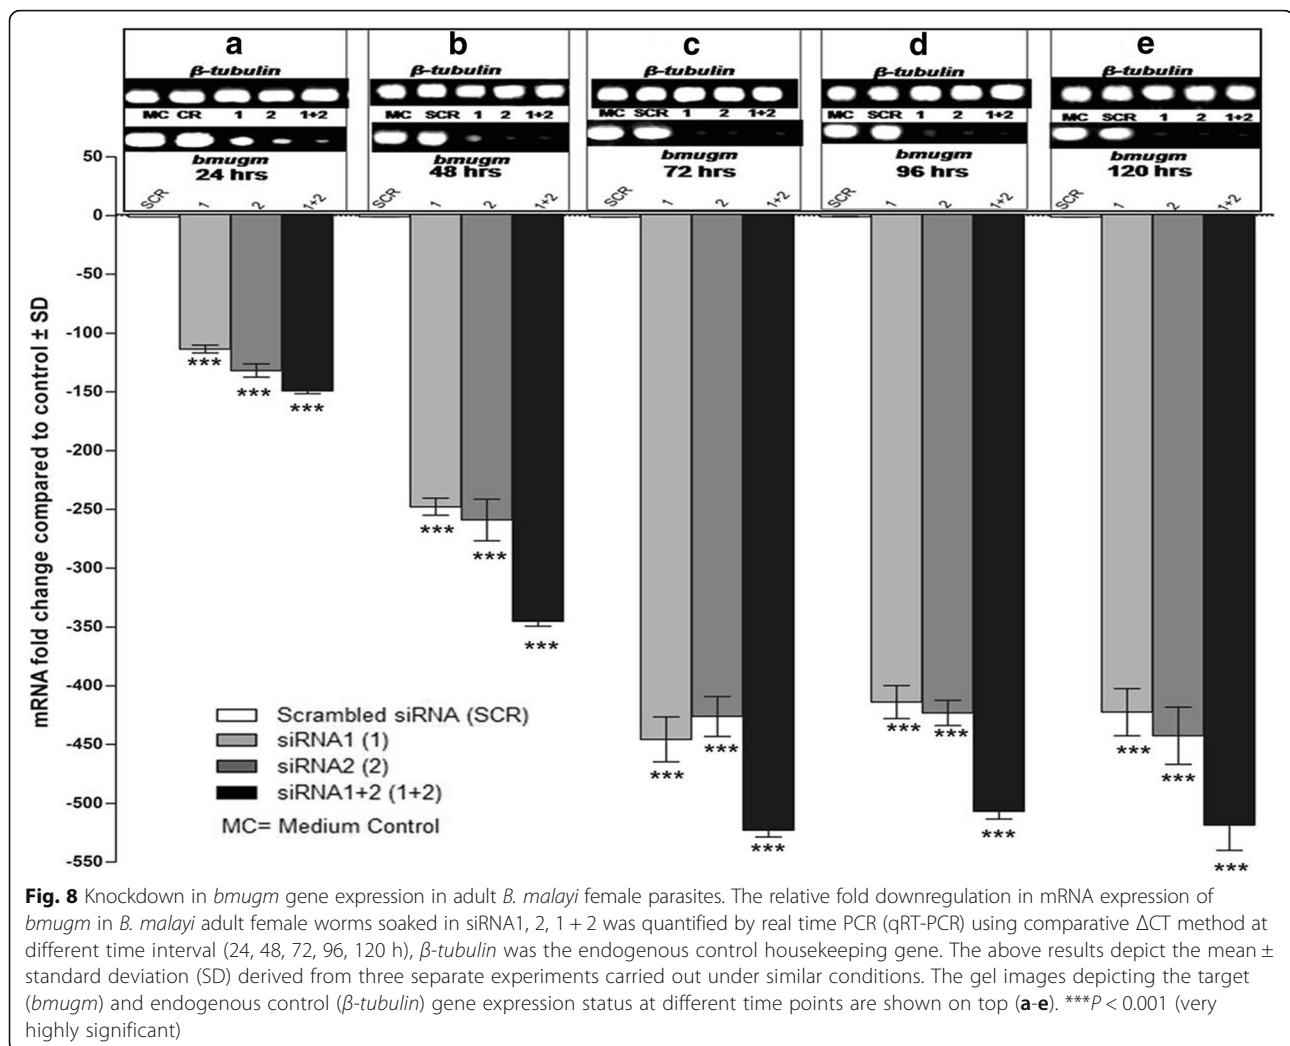 a b c d e
β-tubulin β-tubulin β-tubulin β-tubulin β-tubulin
MC CR 1 2 1+2 MC SCR 1 2 1+2 MC SCR 1 2 1+2 MC SCR 1 2 1+2 MC SCR 1 2 1+2
bmugm bmugm bmugm bmugm bmugm
24 hrs 48 hrs 72 hrs 96 hrs 120 hrs
SCR 1 2 1+2 SCR 1 2 1+2 SCR 1 2 1+2 SCR 1 2 1+2 SCR 1 2 1+2
50
0
-50
-100
-150
-200
-250
-300
-350
-400
-450
-500
-550
mRNA fold change compared to control ± SD
*** *** ***
*** *** ***
*** *** ***
*** *** ***
*** *** ***
Scrambled siRNA (SCR)
siRNA1 (1)
siRNA2 (2)
siRNA1+2 (1+2)
MC= Medium Control
Fig. 8 Knockdown in bmugm gene expression in adult B. malayi female parasites. The relative fold downregulation in mRNA expression of
bmugm in B. malayi adult female worms soaked in siRNA1, 2, 1 + 2 was quantified by real time PCR (qRT-PCR) using comparative ΔCT method at
different time interval (24, 48, 72, 96, 120 h), β-tubulin was the endogenous control housekeeping gene. The above results depict the mean ±
standard deviation (SD) derived from three separate experiments carried out under similar conditions. The gel images depicting the target
(bmugm) and endogenous control (β-tubulin) gene expression status at different time points are shown on top (a-e). ***P < 0.001 (very
highly significant)